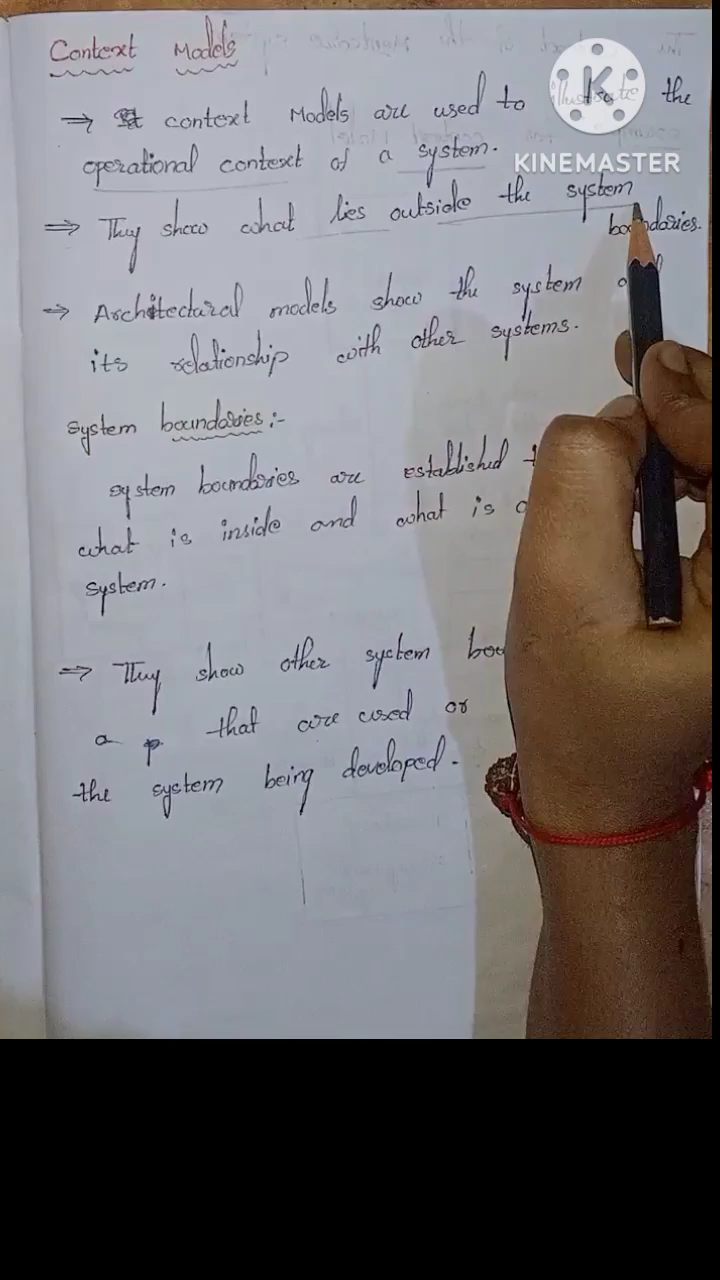 Context Models
⇒ context Models are used to illustrate the
operational context of a system.
⇒ They show what lies outside the system
boundaries.
⇒ Architectural models show the system
its relationship with other systems.
system boundaries:-
system boundaries are established
what is inside and what is
system.
⇒ They show other system
a p that are used or
the system being developed.
KINEMASTER